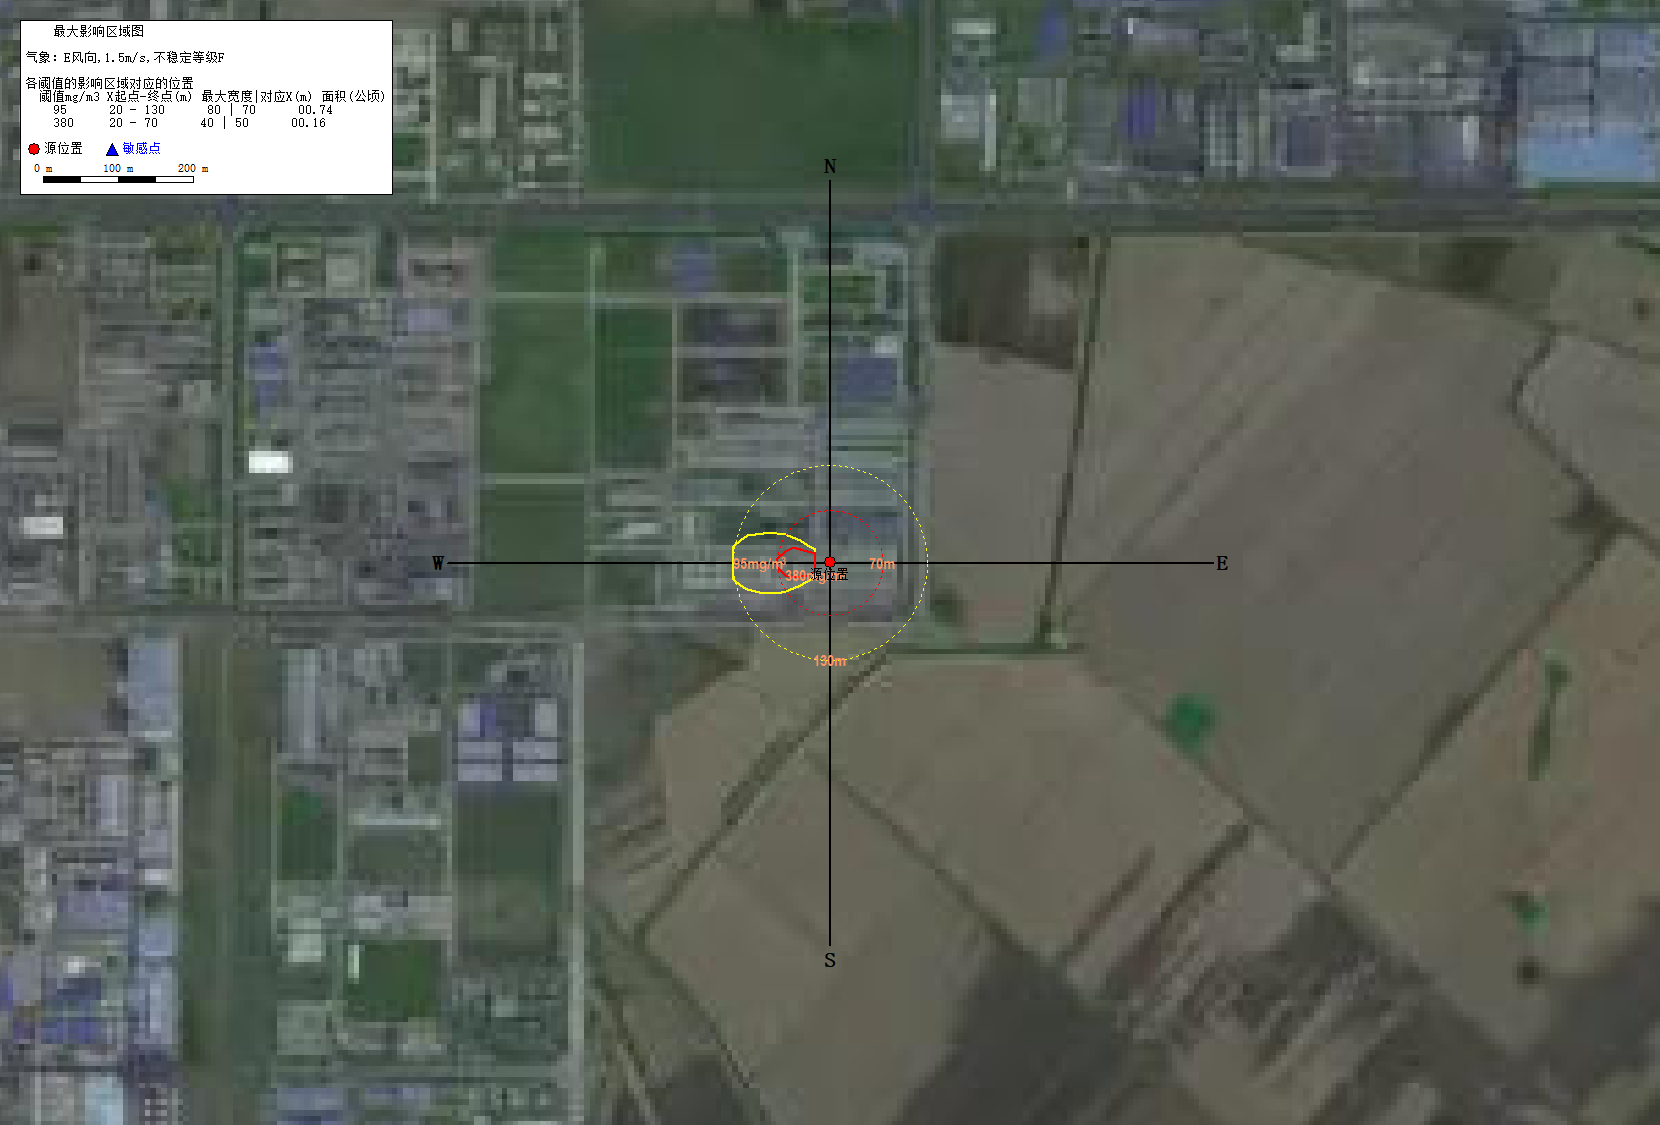 最大影响区域图
气象：E风向,1.5m/s,不稳定等级F
各阈值的影响区域对应的位置
阈值mg/m3 X起点-终点(m) 最大宽度|对应X(m) 面积(公顷)
95 20 - 130 80 | 70 00.74
380 20 - 70 40 | 50 00.16
源位置 敏感点
0 m 100 m 200 m
N
W
95mg/m³
70m
E
源位置
130m
S